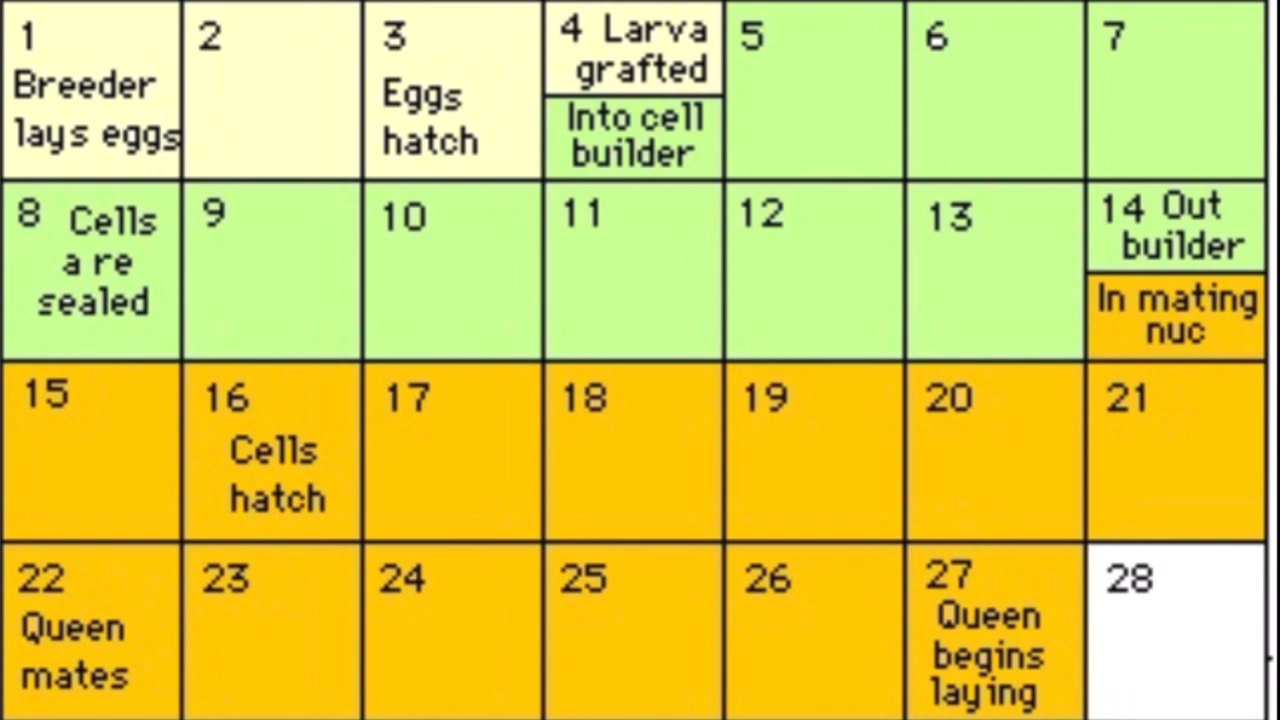 1
Breeder
lays eggs
2
3
Eggs
hatch
4 Larva
grafted
Into cell
builder
5
6
7
8 Cells
are
sealed
9
10
11
12
13
14 Out
builder
In mating
nuc
15
16
Cells
hatch
17
18
19
20
21
22
Queen
mates
23
24
25
26
27
Queen
begins
laying
28